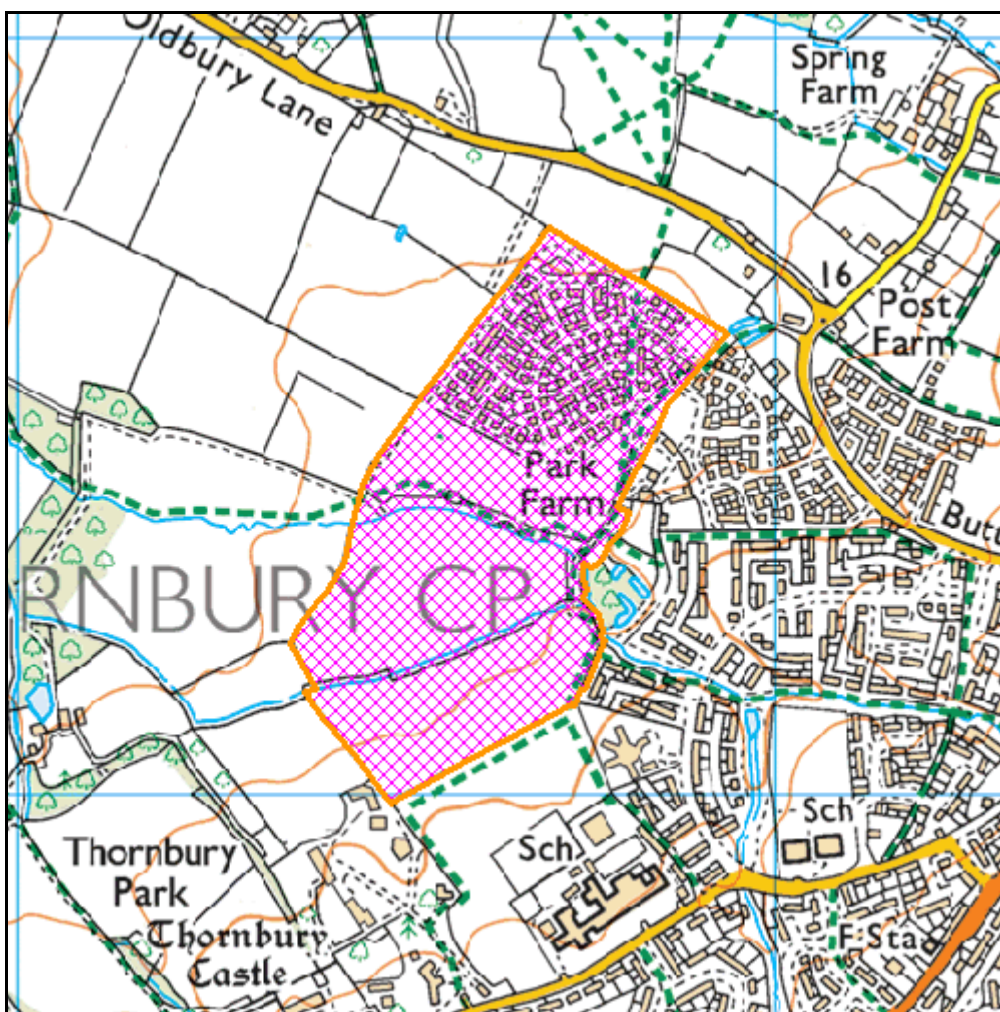 Oldbury Lane
Spring
Farm
16
Post
Farm
Park
Farm
Butt
RNBURY CP
Sch
Sch
Thornbury
Park
Thornbury
Castle
F Sta